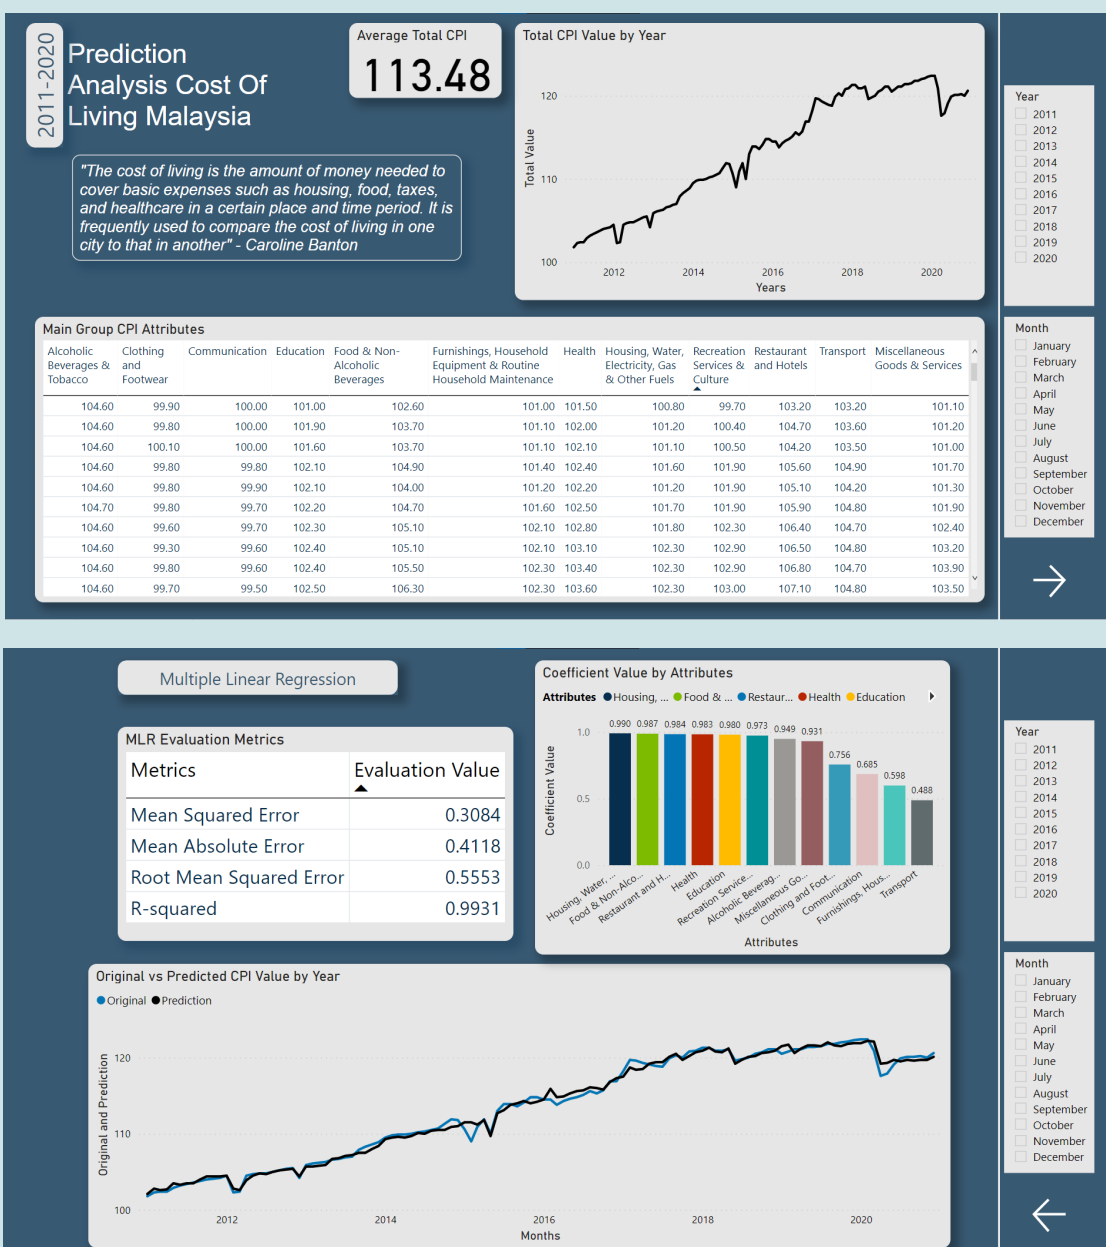 2011-2020
Prediction
Analysis Cost Of
Living Malaysia
"The cost of living is the amount of money needed to
cover basic expenses such as housing, food, taxes,
and healthcare in a certain place and time period. It is
frequently used to compare the cost of living in one
city to that in another" - Caroline Banton
Average Total CPI
113.48
Total CPI Value by Year
Total Value
120
110
100
2012 2014 2016 2018 2020
Years
Year
2011
2012
2013
2014
2015
2016
2017
2018
2019
2020
Main Group CPI Attributes
Alcoholic Clothing Communication Education Food & Non- Furnishings, Household Health Housing, Water, Recreation Restaurant Transport Miscellaneous
Beverages & and Alcoholic Equipment & Routine Electricity, Gas Services & and Hotels Goods & Services
Tobacco Footwear Beverages Household Maintenance & Other Fuels Culture
104.60 99.90 100.00 101.00 102.60 101.00 101.50 100.80 99.70 103.20 103.20 101.10
104.60 99.80 100.00 101.90 103.70 101.10 102.00 101.20 100.40 104.70 103.60 101.20
104.60 100.10 100.00 101.60 103.70 101.10 102.10 101.10 100.50 104.20 103.50 101.00
104.60 99.80 99.80 102.10 104.90 101.40 102.40 101.60 101.90 105.60 104.90 101.70
104.60 99.80 99.90 102.10 104.00 101.20 102.20 101.20 101.90 105.10 104.20 101.30
104.70 99.80 99.70 102.20 104.70 101.60 102.50 101.70 101.90 105.90 104.80 101.90
104.60 99.60 99.70 102.30 105.10 102.10 102.80 101.80 102.30 106.40 104.70 102.40
104.60 99.30 99.60 102.40 105.10 102.10 103.10 102.30 102.90 106.50 104.80 103.20
104.60 99.80 99.60 102.40 105.50 102.30 103.40 102.30 102.90 106.80 104.70 103.90
104.60 99.70 99.50 102.50 106.30 102.30 103.60 102.30 103.00 107.10 104.80 103.50
Month
January
February
March
April
May
June
July
August
September
October
November
December
Multiple Linear Regression
MLR Evaluation Metrics
Metrics Evaluation Value
Mean Squared Error 0.3084
Mean Absolute Error 0.4118
Root Mean Squared Error 0.5553
R-squared 0.9931
Coefficient Value by Attributes
Attributes Housing, ... Food & ... Restaur... Health Education
Coefficient Value
1.0
0.5
0.0
0.990 0.987 0.984 0.983 0.980 0.973 0.949 0.931 0.756 0.685 0.598 0.488
Housing, Water, ...
Food & Non-Alco...
Restaurant and H...
Health
Education
Recreation Service...
Alcoholic Beverag...
Miscellaneous Go...
Clothing and Foot...
Communication
Furnishings, Hous...
Transport
Attributes
Year
2011
2012
2013
2014
2015
2016
2017
2018
2019
2020
Original vs Predicted CPI Value by Year
Original Prediction
Original and Prediction
120
110
100
2012 2014 2016 2018 2020
Months
Month
January
February
March
April
May
June
July
August
September
October
November
December